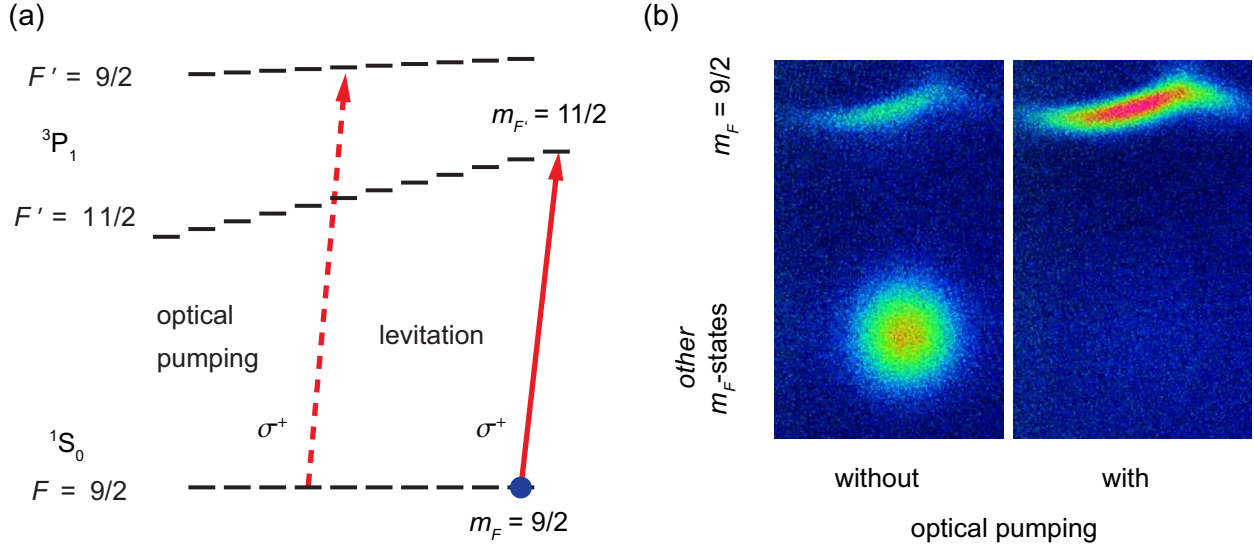 (a)
F' = 9/2
³P₁
m_F' = 11/2
F' = 11/2
optical
pumping
levitation
σ⁺
σ⁺
¹S₀
F = 9/2
m_F = 9/2
(b)
m_F = 9/2
other
m_F-states
without
with
optical pumping